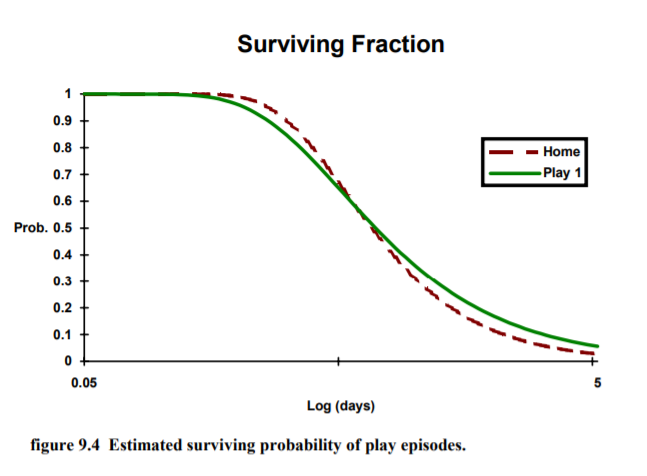 Surviving Fraction
1
0.9
0.8
0.7
0.6
Prob. 0.5
0.4
0.3
0.2
0.1
0
Home
Play 1
0.05
5
Log (days)
figure 9.4 Estimated surviving probability of play episodes.